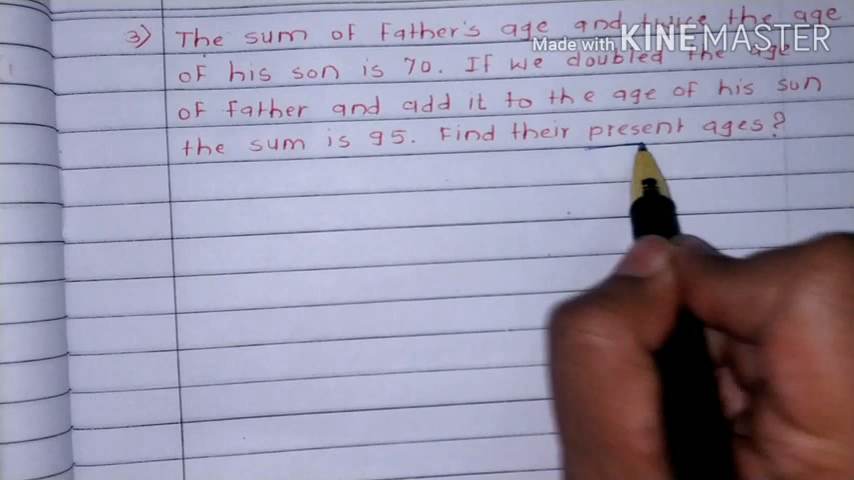 3) The sum of Father's age and twice the age
Made with KINEMASTER
of his son is 70. If we doubled the age
of father and add it to the age of his son
the sum is 95. Find their present ages?